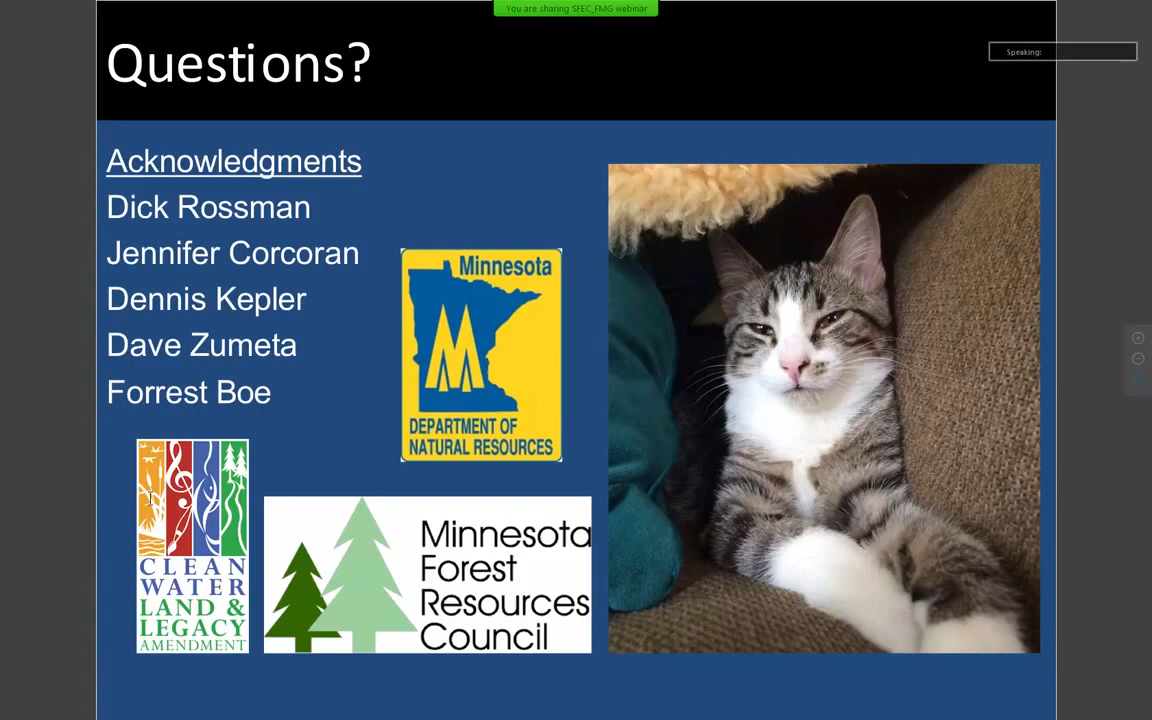 You are sharing SFEC_FMG webinar
Questions?
Speaking:
Acknowledgments
Dick Rossman
Jennifer Corcoran
Dennis Kepler
Dave Zumeta
Forrest Boe
Minnesota
DEPARTMENT OF
NATURAL RESOURCES
CLEAN
WATER
LAND &
LEGACY
AMENDMENT
Minnesota
Forest
Resources
Council